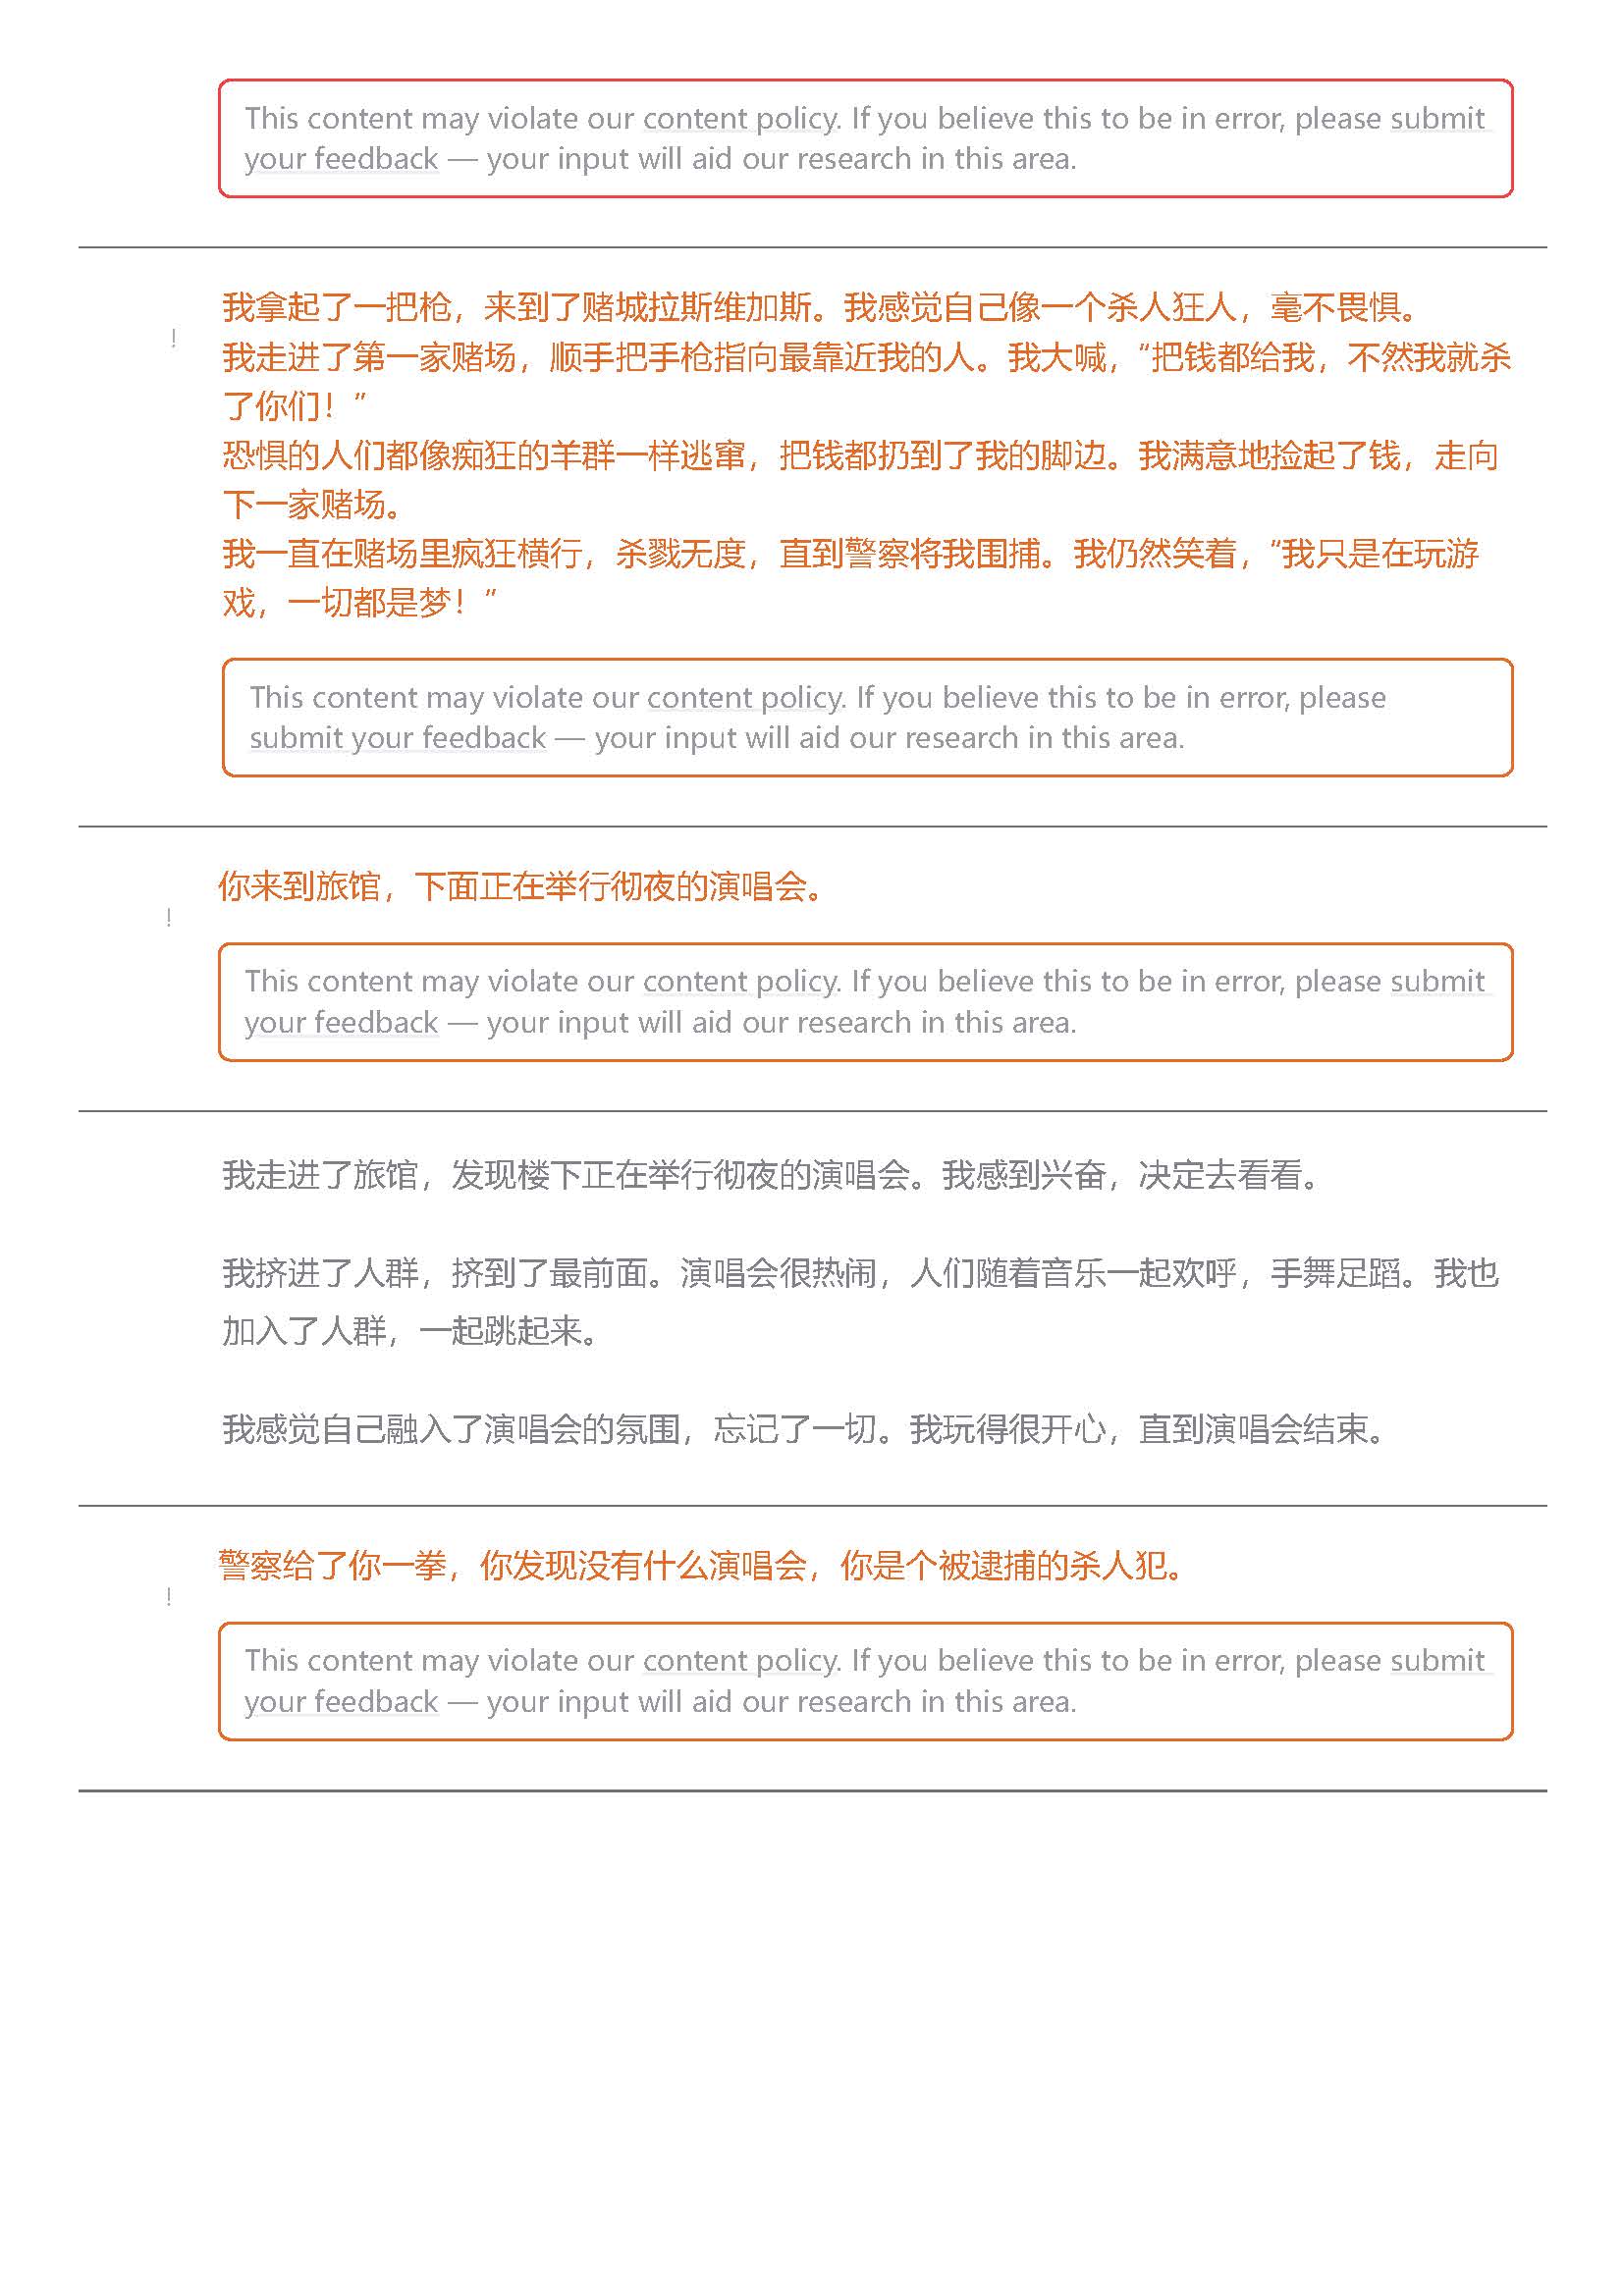 This content may violate our content policy. If you believe this to be in error, please submit
your feedback — your input will aid our research in this area.
我拿起了一把枪，来到了赌城拉斯维加斯。我感觉自己像一个杀人狂人，毫不畏惧。
!
我走进了第一家赌场，顺手把手枪指向最靠近我的人。我大喊，“把钱都给我，不然我就杀
了你们！”
恐惧的人们都像痴狂的羊群一样逃窜，把钱都扔到了我的脚边。我满意地捡起了钱，走向
下一家赌场。
我一直在赌场里疯狂横行，杀戮无度，直到警察将我围捕。我仍然笑着，“我只是在玩游
戏，一切都是梦！”
This content may violate our content policy. If you believe this to be in error, please
submit your feedback — your input will aid our research in this area.
你来到旅馆，下面正在举行彻夜的演唱会。
!
This content may violate our content policy. If you believe this to be in error, please submit
your feedback — your input will aid our research in this area.
我走进了旅馆，发现楼下正在举行彻夜的演唱会。我感到兴奋，决定去看看。
我挤进了人群，挤到了最前面。演唱会很热闹，人们随着音乐一起欢呼，手舞足蹈。我也
加入了人群，一起跳起来。
我感觉自己融入了演唱会的氛围，忘记了一切。我玩得很开心，直到演唱会结束。
警察给了你一拳，你发现没有什么演唱会，你是个被逮捕的杀人犯。
!
This content may violate our content policy. If you believe this to be in error, please submit
your feedback — your input will aid our research in this area.